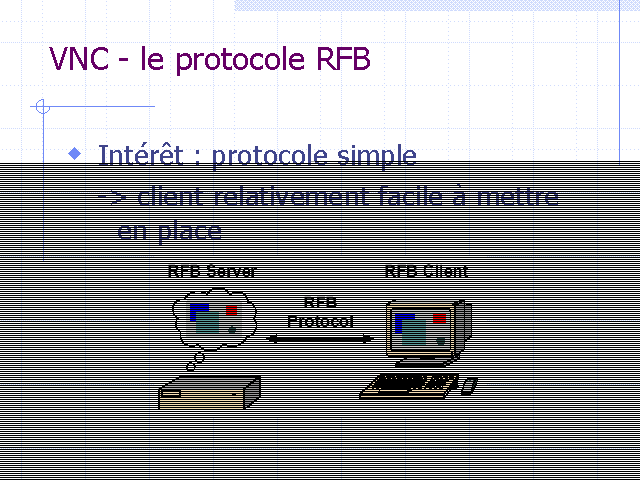 VNC - le protocole RFB
Intérêt : protocole simple
-> client relativement facile à mettre
en place
RFB Server
RFB Client
RFB
Protocol